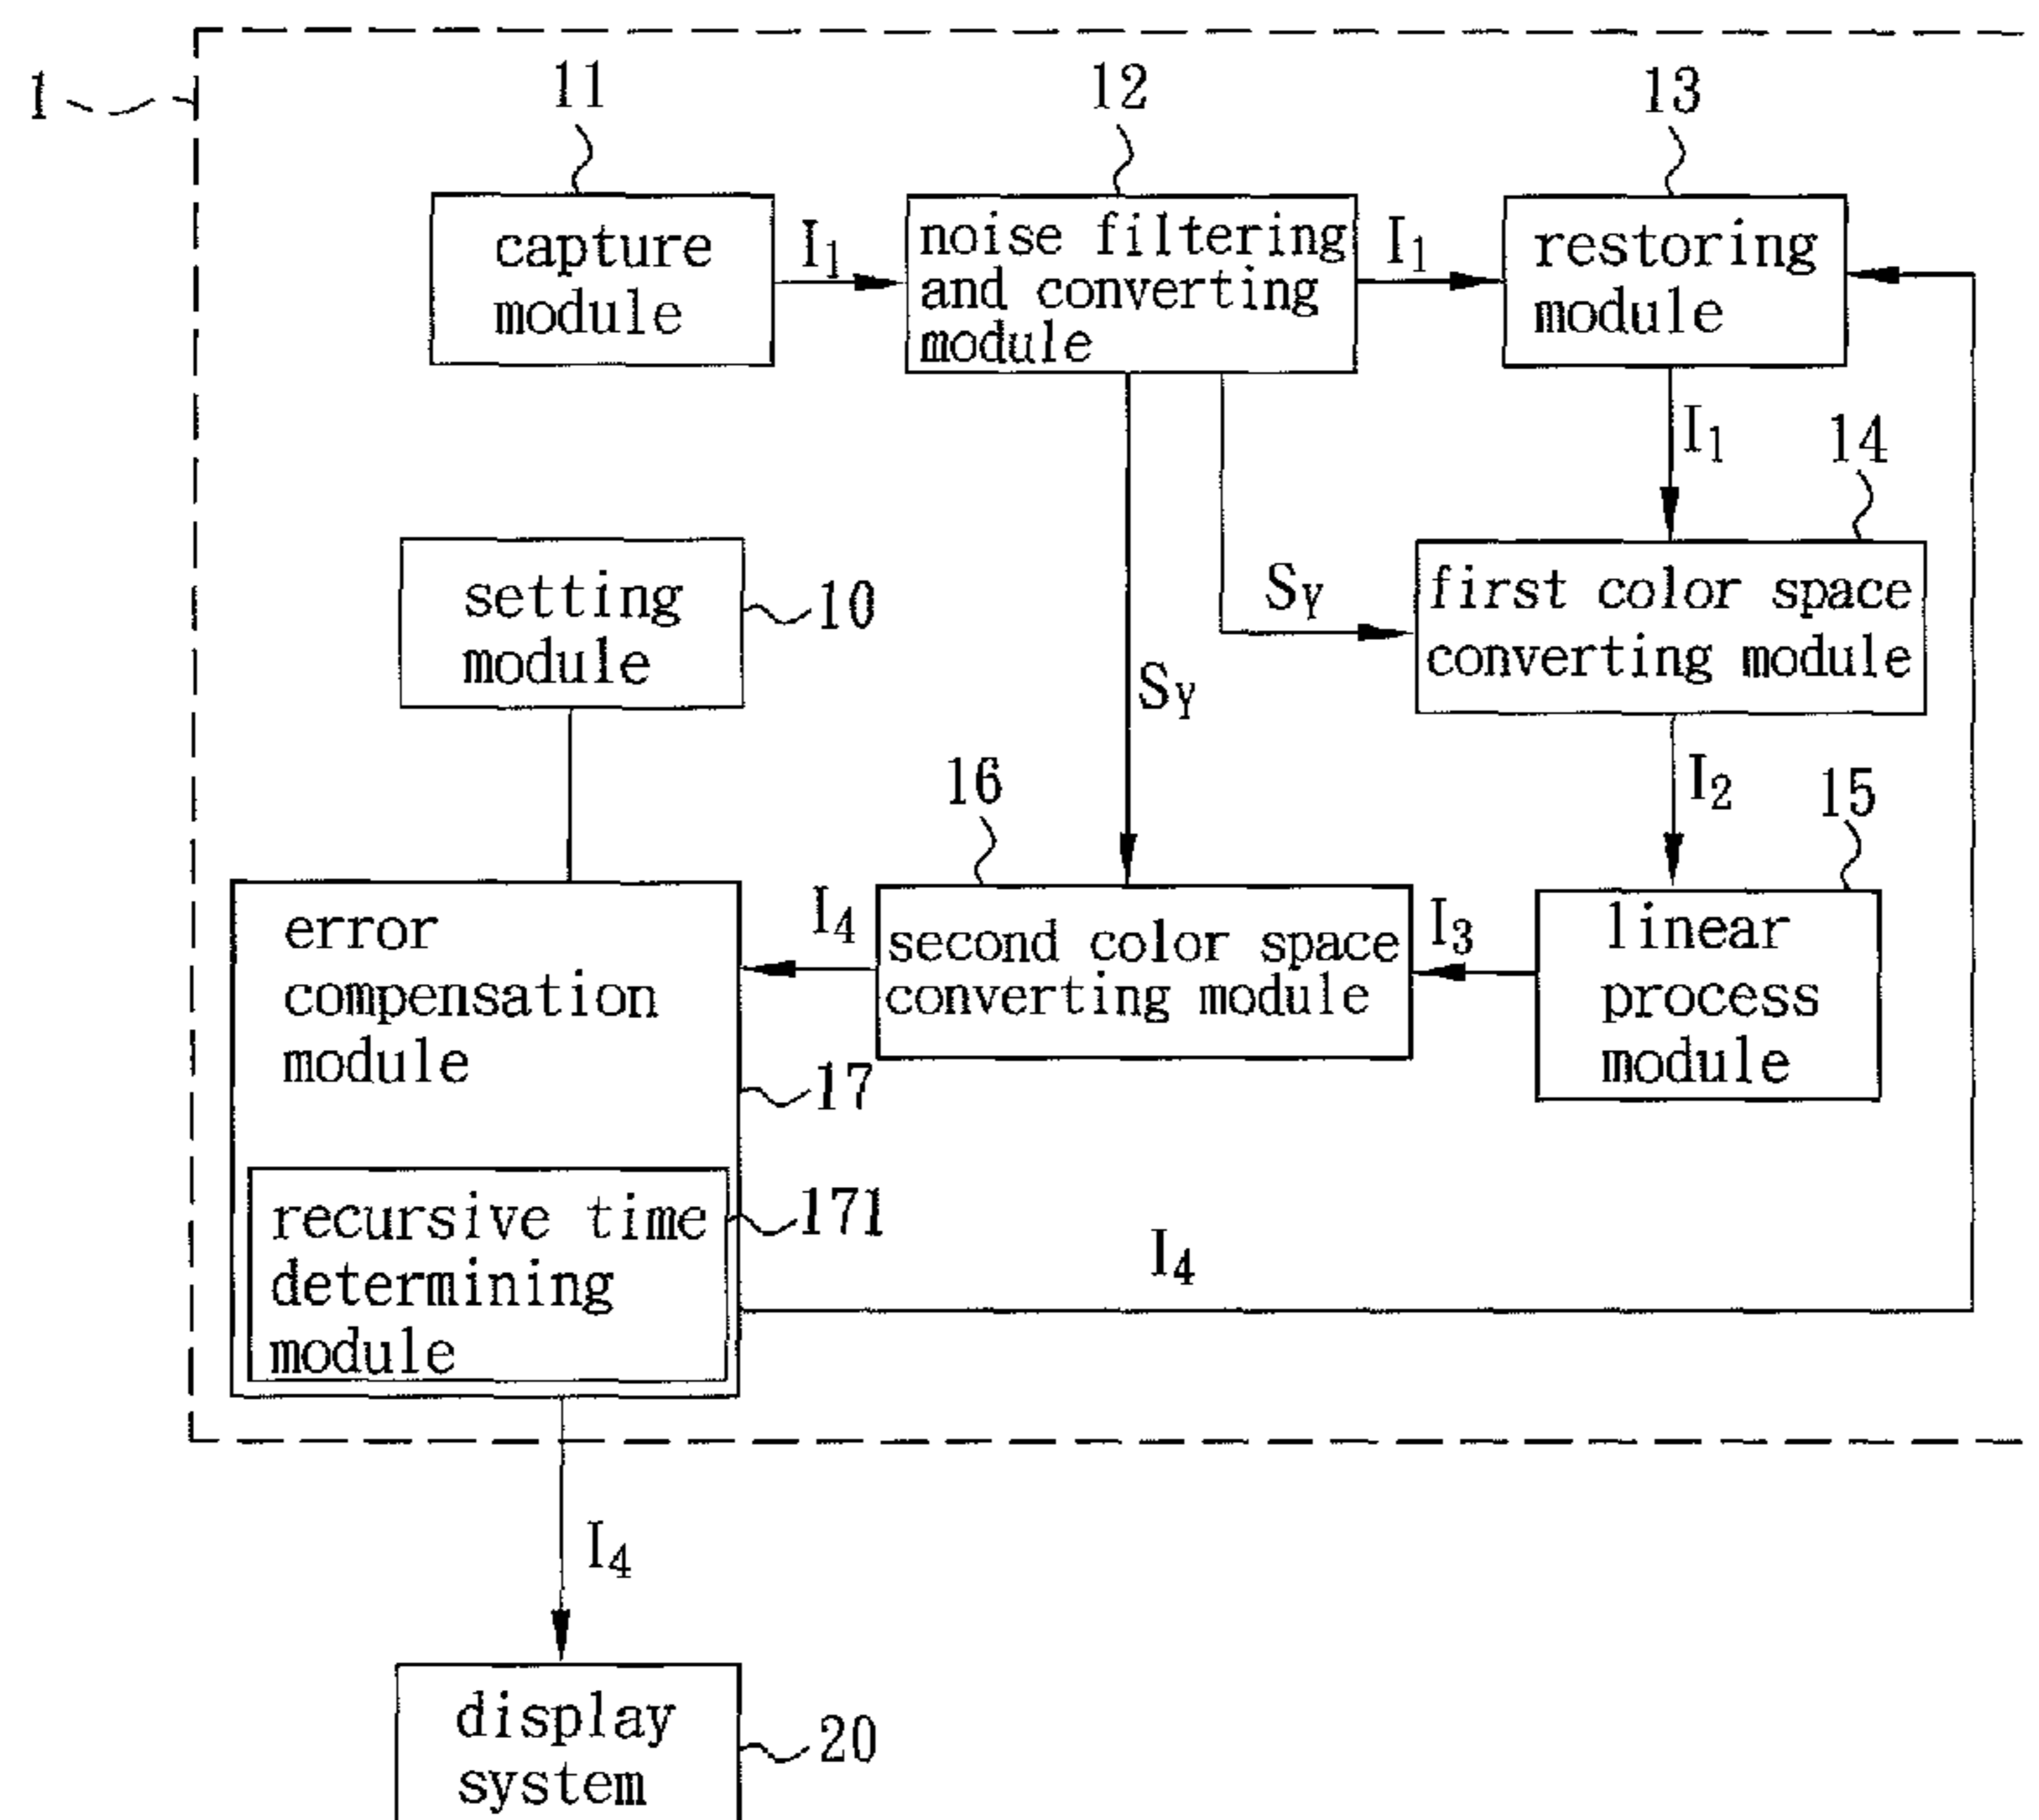 1
11
12
13
capture
module
I1
noise filtering
and converting
module
I1
restoring
module
I1
14
setting
module
10
SY
first color space
converting module
SY
16
I2
15
error
compensation
module
I4
second color space
converting module
I3
linear
process
module
17
recursive time
determining
module
171
I4
I4
display
system
20